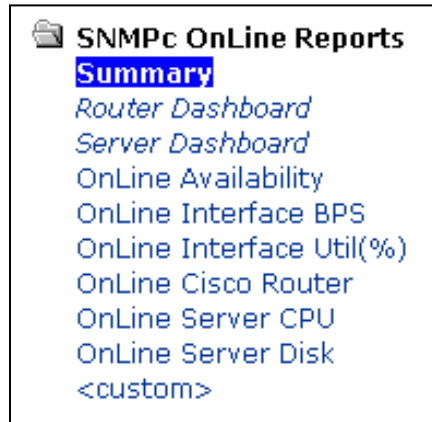 SNMPc OnLine Reports
Summary
Router Dashboard
Server Dashboard
OnLine Availability
OnLine Interface BPS
OnLine Interface Util(%)
OnLine Cisco Router
OnLine Server CPU
OnLine Server Disk
<custom>